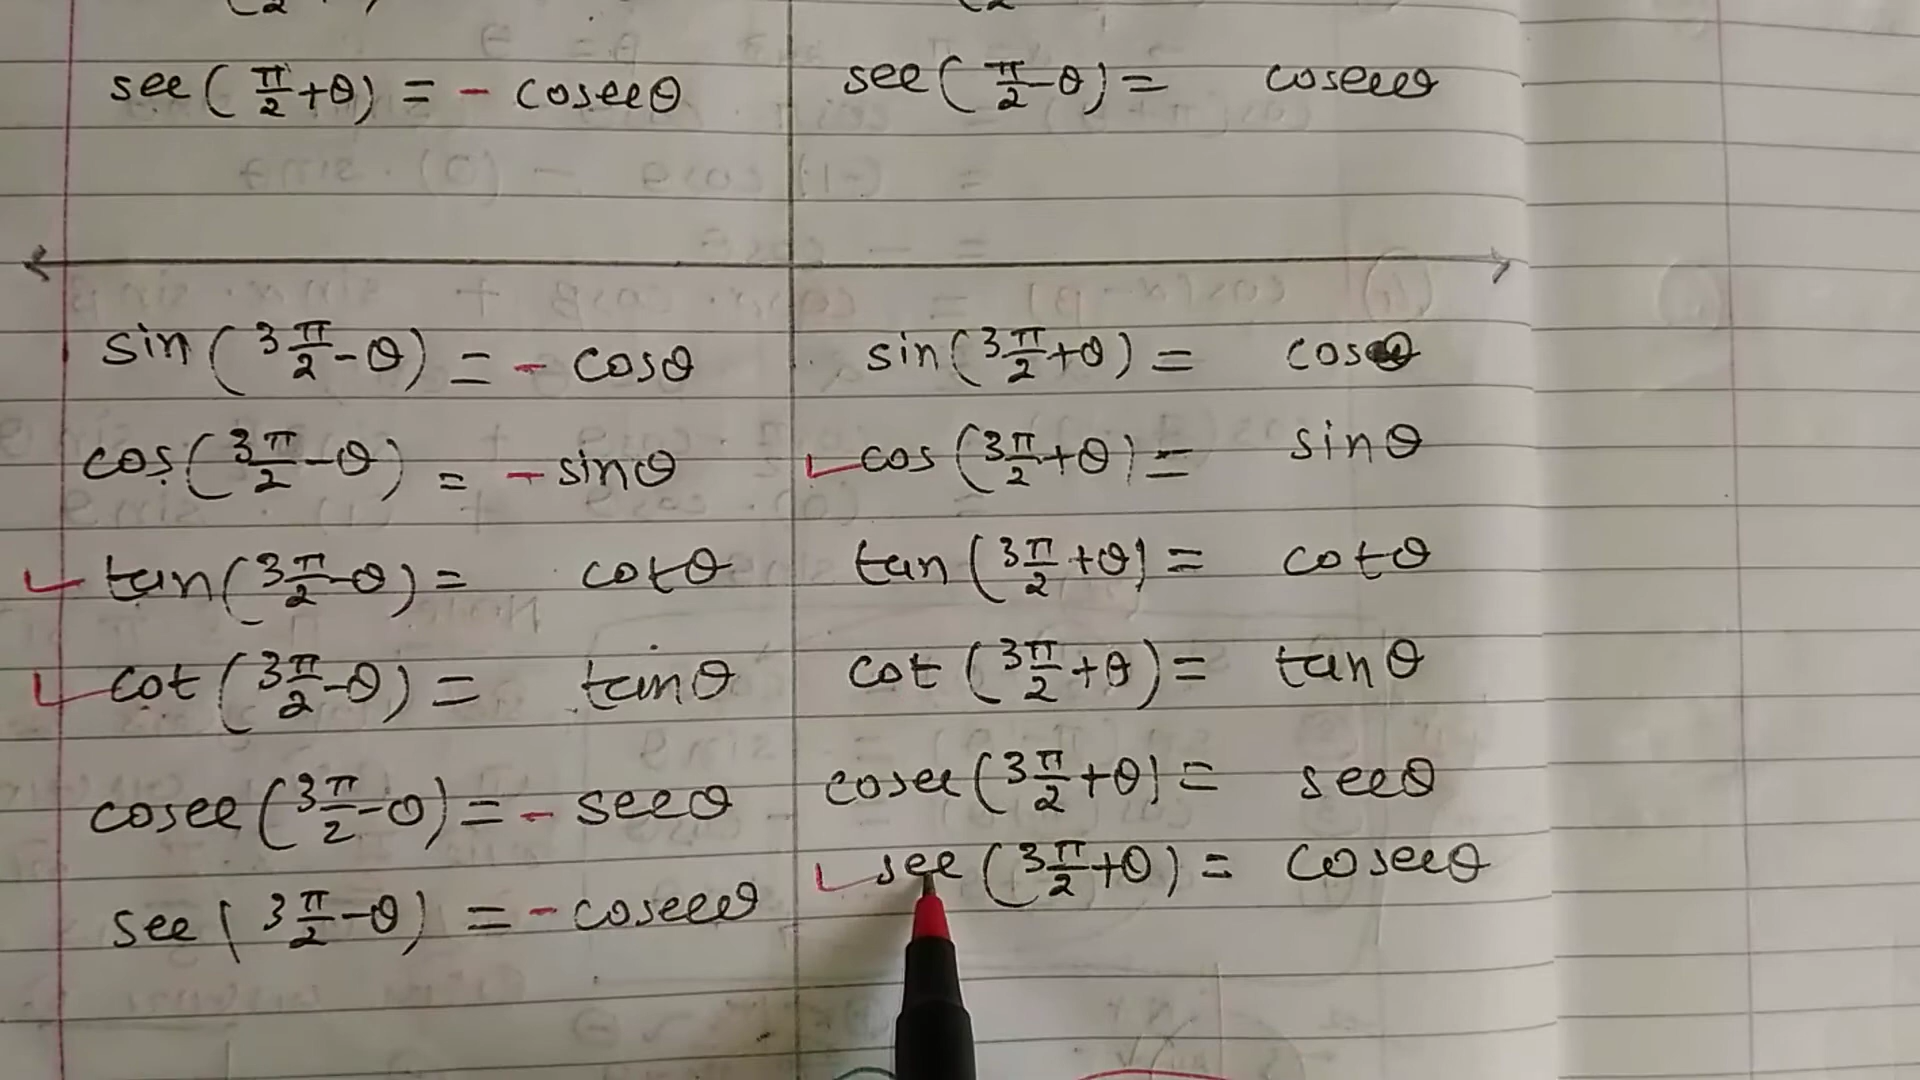 sec(π/2+θ) = - cosecθ
sec(π/2-θ) = cosecθ
sin(3π/2-θ) = - cosθ
cos(3π/2-θ) = - sinθ
tan(3π/2-θ) = cotθ
cot(3π/2-θ) = tanθ
cosec(3π/2-θ) = - secθ
sec(3π/2-θ) = - cosecθ
sin(3π/2+θ) = cosθ
cos(3π/2+θ) = sinθ
tan(3π/2+θ) = cotθ
cot(3π/2+θ) = tanθ
cosec(3π/2+θ) = secθ
sec(3π/2+θ) = cosecθ